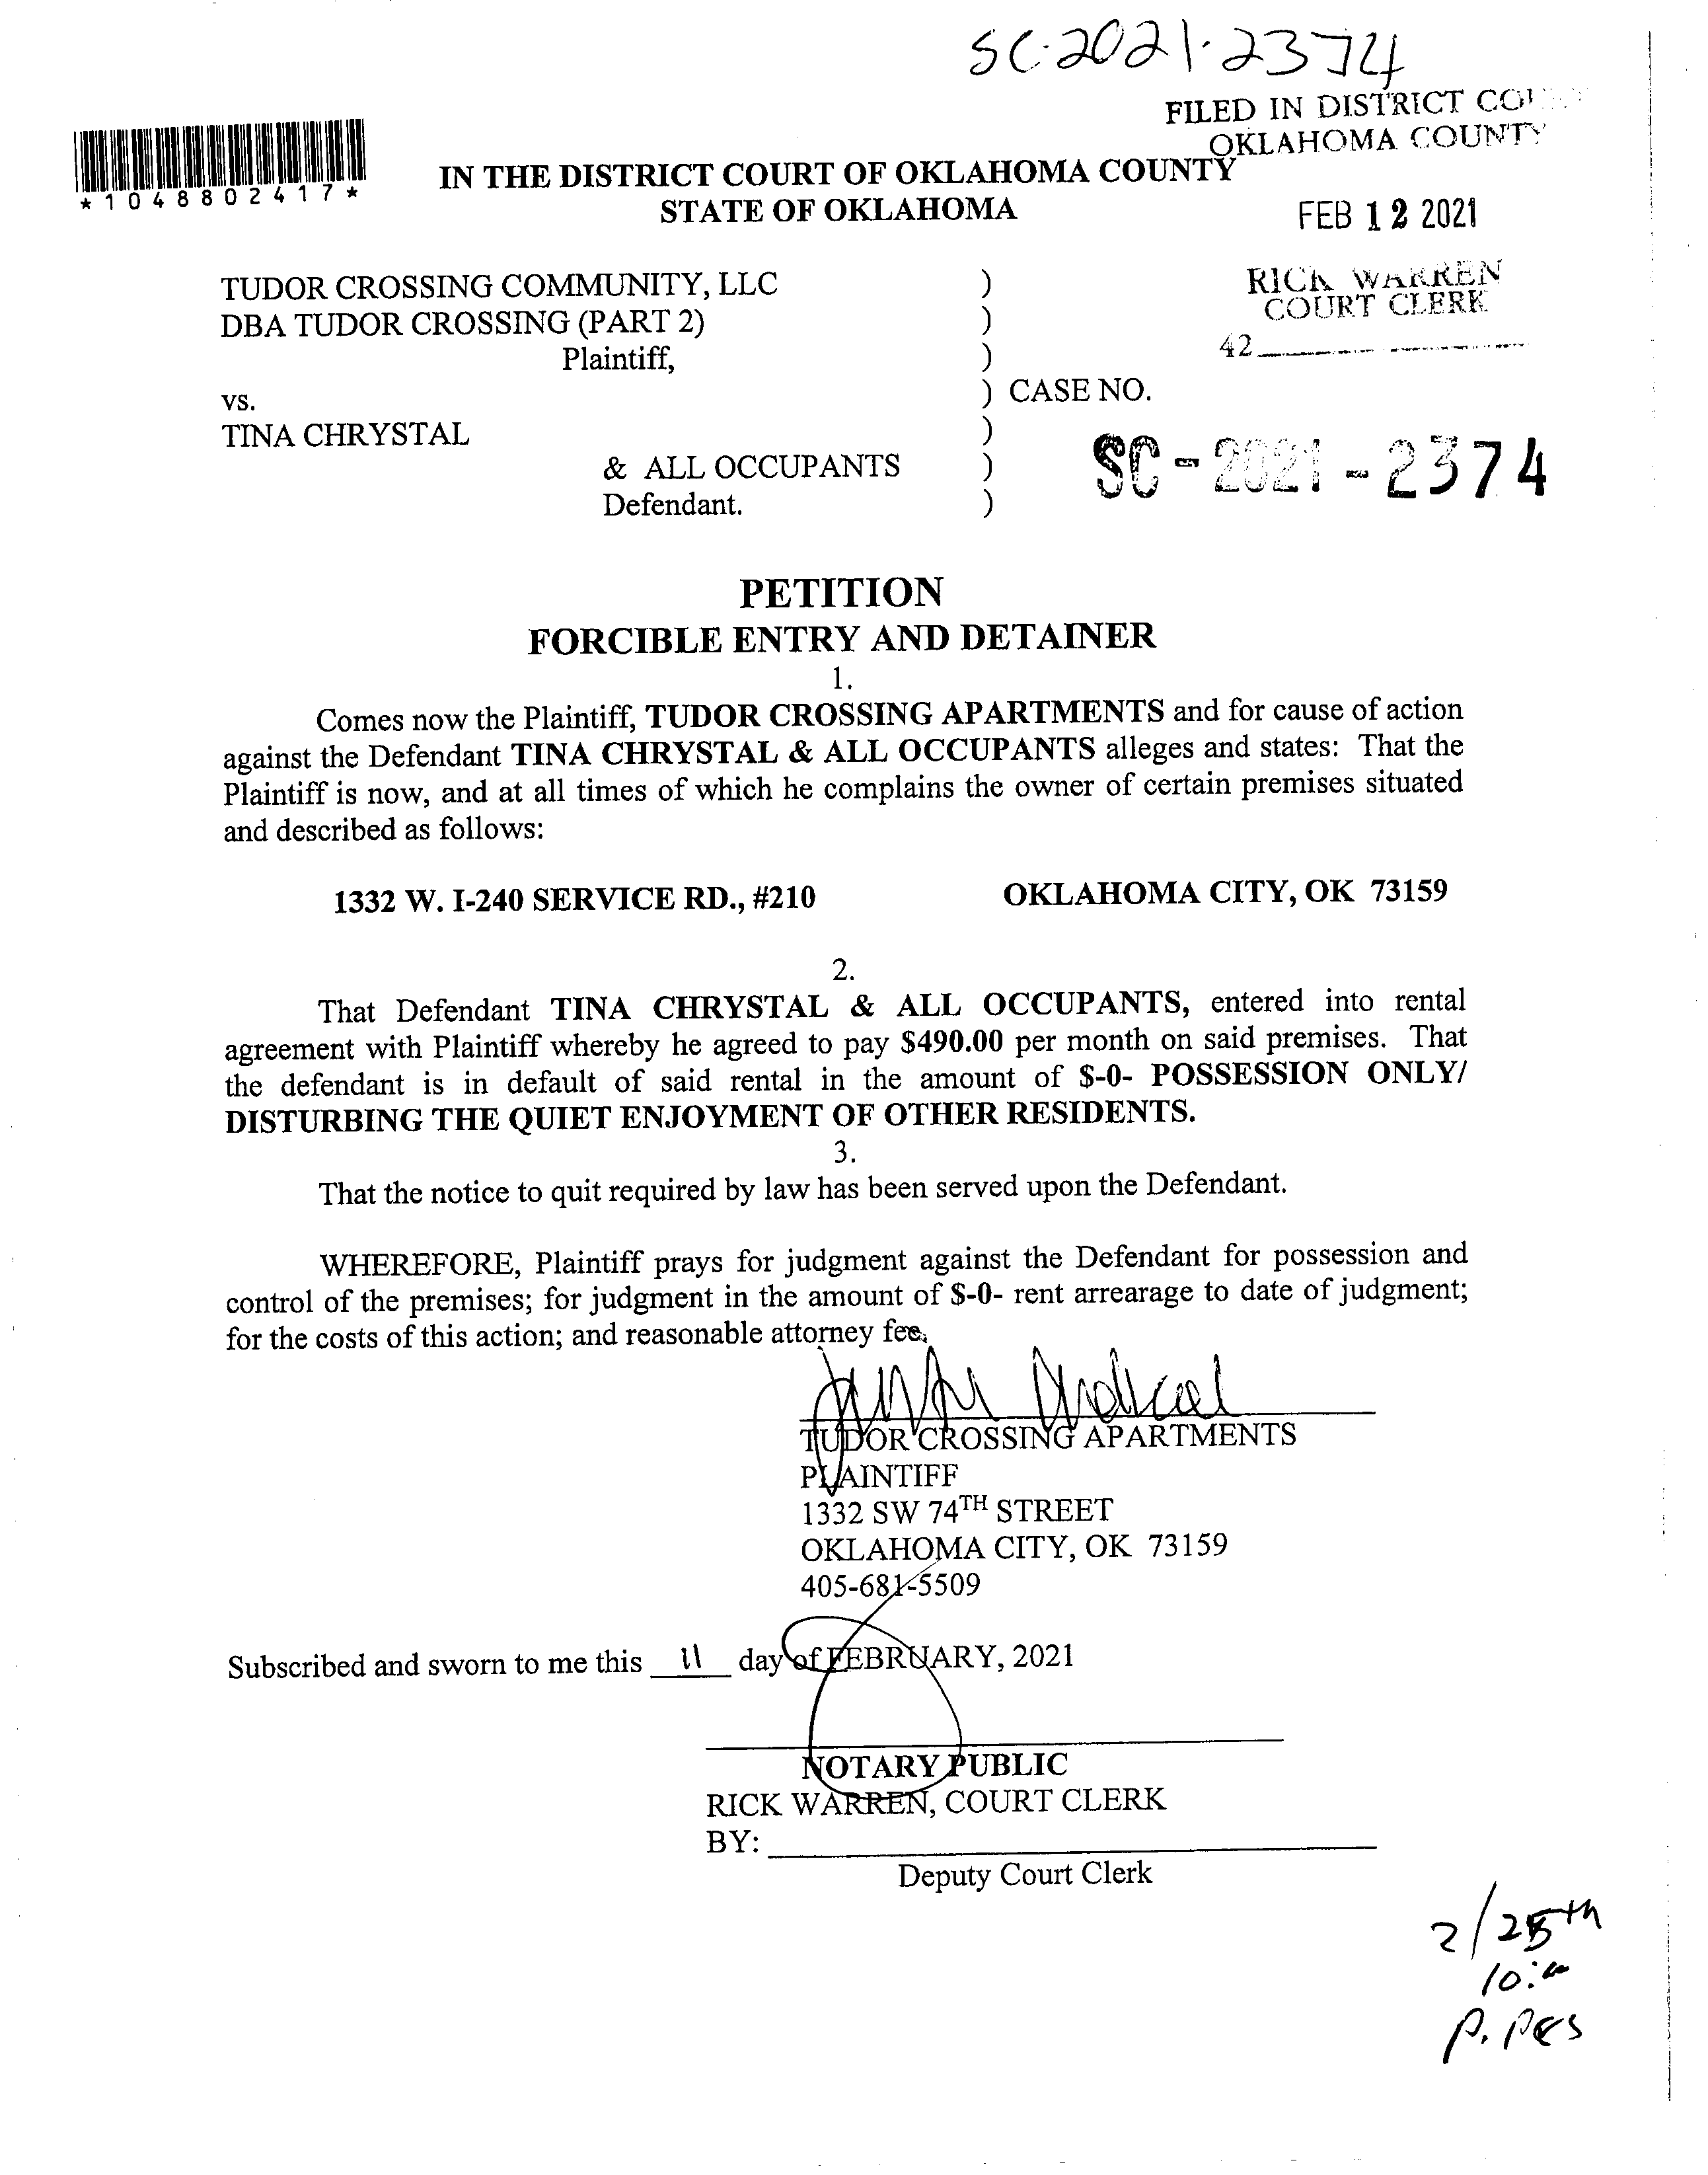 SC-2021-2374
FILED IN DISTRICT
OKLAHOMA COUNTY
*1048802417*
IN THE DISTRICT COURT OF OKLAHOMA COUNTY
STATE OF OKLAHOMA
FEB 12 2021
RICK WARREN
COURT CLERK
42
TUDOR CROSSING COMMUNITY, LLC )
DBA TUDOR CROSSING (PART 2) )
Plaintiff, )
vs. ) CASE NO.
TINA CHRYSTAL )
& ALL OCCUPANTS ) SC-2021-2374
Defendant. )
PETITION
FORCIBLE ENTRY AND DETAINER
1.
Comes now the Plaintiff, TUDOR CROSSING APARTMENTS and for cause of action
against the Defendant TINA CHRYSTAL & ALL OCCUPANTS alleges and states: That the
Plaintiff is now, and at all times of which he complains the owner of certain premises situated
and described as follows:
1332 W. I-240 SERVICE RD., #210 OKLAHOMA CITY, OK 73159
2.
That Defendant TINA CHRYSTAL & ALL OCCUPANTS, entered into rental
agreement with Plaintiff whereby he agreed to pay $490.00 per month on said premises. That
the defendant is in default of said rental in the amount of $-0- POSSESSION ONLY/
DISTURBING THE QUIET ENJOYMENT OF OTHER RESIDENTS.
3.
That the notice to quit required by law has been served upon the Defendant.
WHEREFORE, Plaintiff prays for judgment against the Defendant for possession and
control of the premises; for judgment in the amount of $-0- rent arrearage to date of judgment;
for the costs of this action; and reasonable attorney fee.
TUDOR CROSSING APARTMENTS
PLAINTIFF
1332 SW 74TH STREET
OKLAHOMA CITY, OK 73159
405-681-5509
Subscribed and sworn to me this 11 day of FEBRUARY, 2021
NOTARY PUBLIC
RICK WARREN, COURT CLERK
BY:
Deputy Court Clerk
2/25th
P.